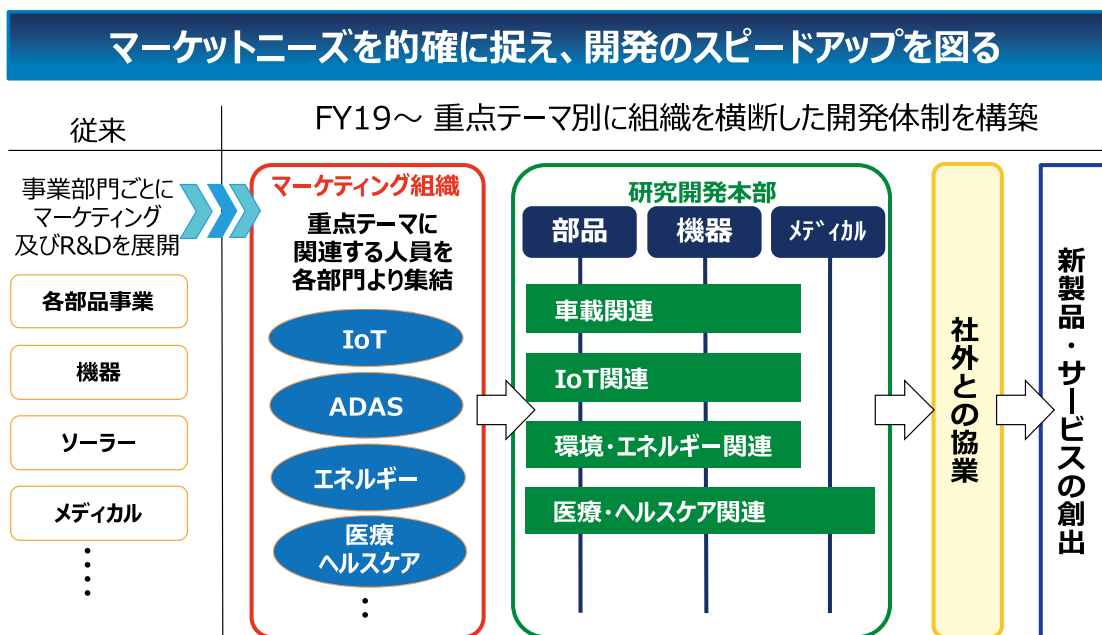 マーケットニーズを的確に捉え、開発のスピードアップを図る
従来
FY19～ 重点テーマ別に組織を横断した開発体制を構築
事業部門ごとに
マーケティング
及びR&Dを展開
各部品事業
機器
ソーラー
メディカル
マーケティング組織
重点テーマに
関連する人員を
各部門より集結
IoT
ADAS
エネルギー
医療
ヘルスケア
研究開発本部
部品
機器
ﾒﾃﾞｨｶﾙ
車載関連
IoT関連
環境・エネルギー関連
医療・ヘルスケア関連
社外との協業
新製品・サービスの創出